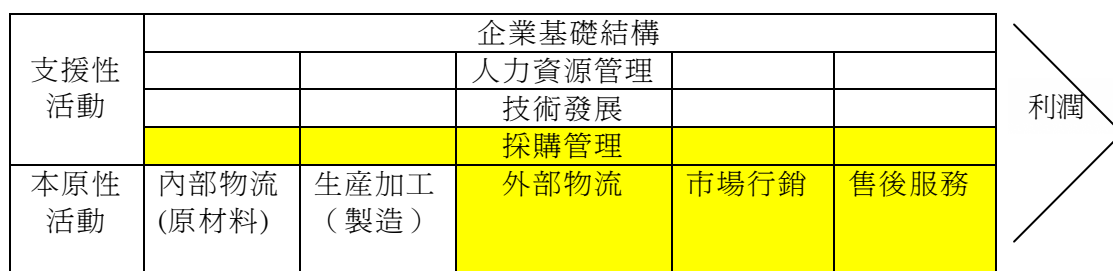 企業基礎結構
支援性
活動
人力資源管理
技術發展
採購管理
利潤
本原性
活動
內部物流
(原材料)
生産加工
（製造）
外部物流
市場行銷
售後服務